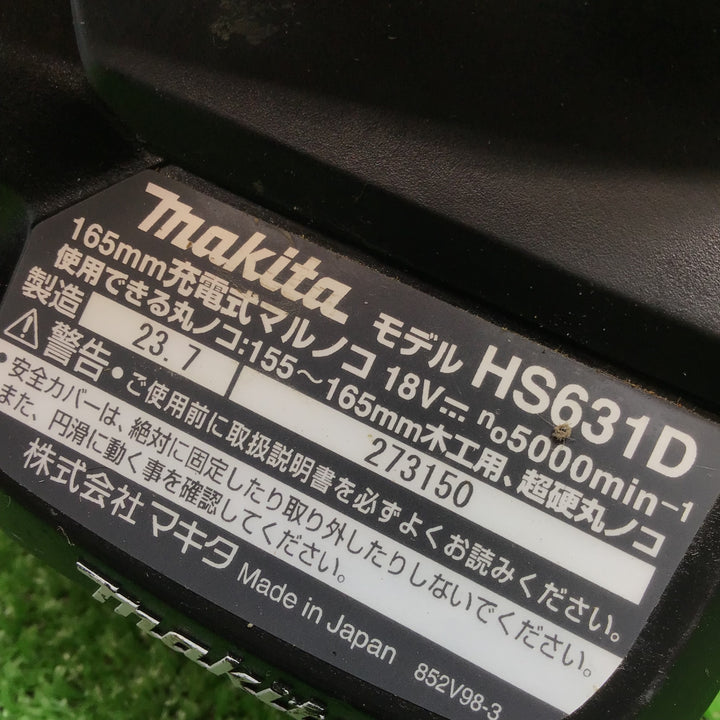 makita
モデル HS631D
165mm充電式マルノコ 18V⎓ n₀5000min⁻¹
使用できる丸ノコ:155～165mm木工用、超硬丸ノコ
製造 23.7 273150
⚠警告・ご使用前に取扱説明書を必ずよくお読みください。
・安全カバーは、絶対に固定したり取り外したりしないでください。
また、円滑に動く事を確認してください。
株式会社マキタ Made in Japan 852V98-3
makita